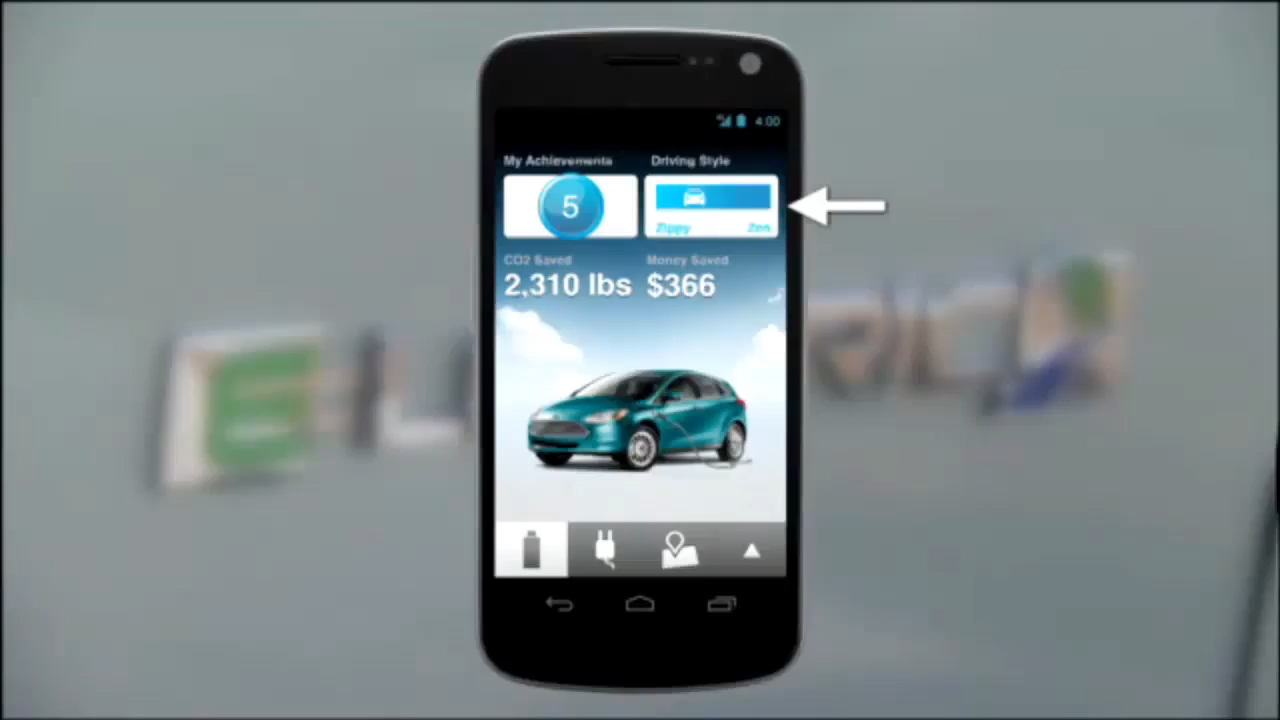 4:00
My Achievements Driving Style
5
Zippy Zen
CO2 Saved Money Saved
2,310 lbs $366